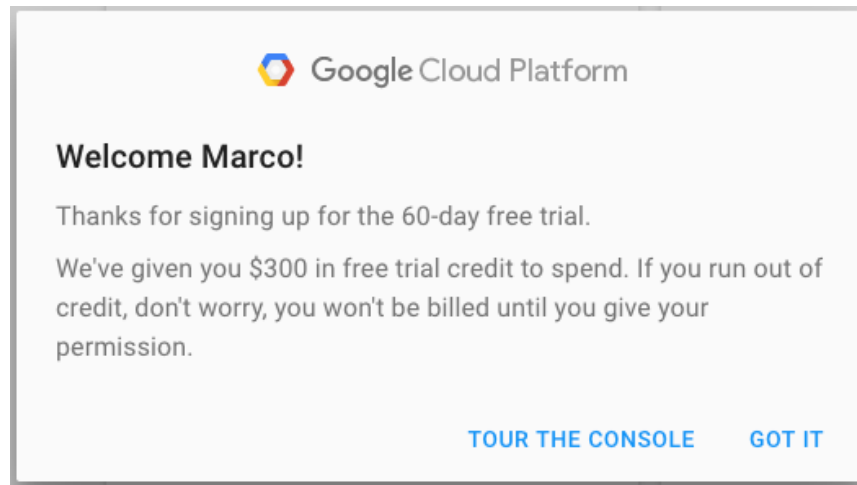 Google Cloud Platform
Welcome Marco!
Thanks for signing up for the 60-day free trial.
We've given you $300 in free trial credit to spend. If you run out of
credit, don't worry, you won't be billed until you give your
permission.
TOUR THE CONSOLE GOT IT